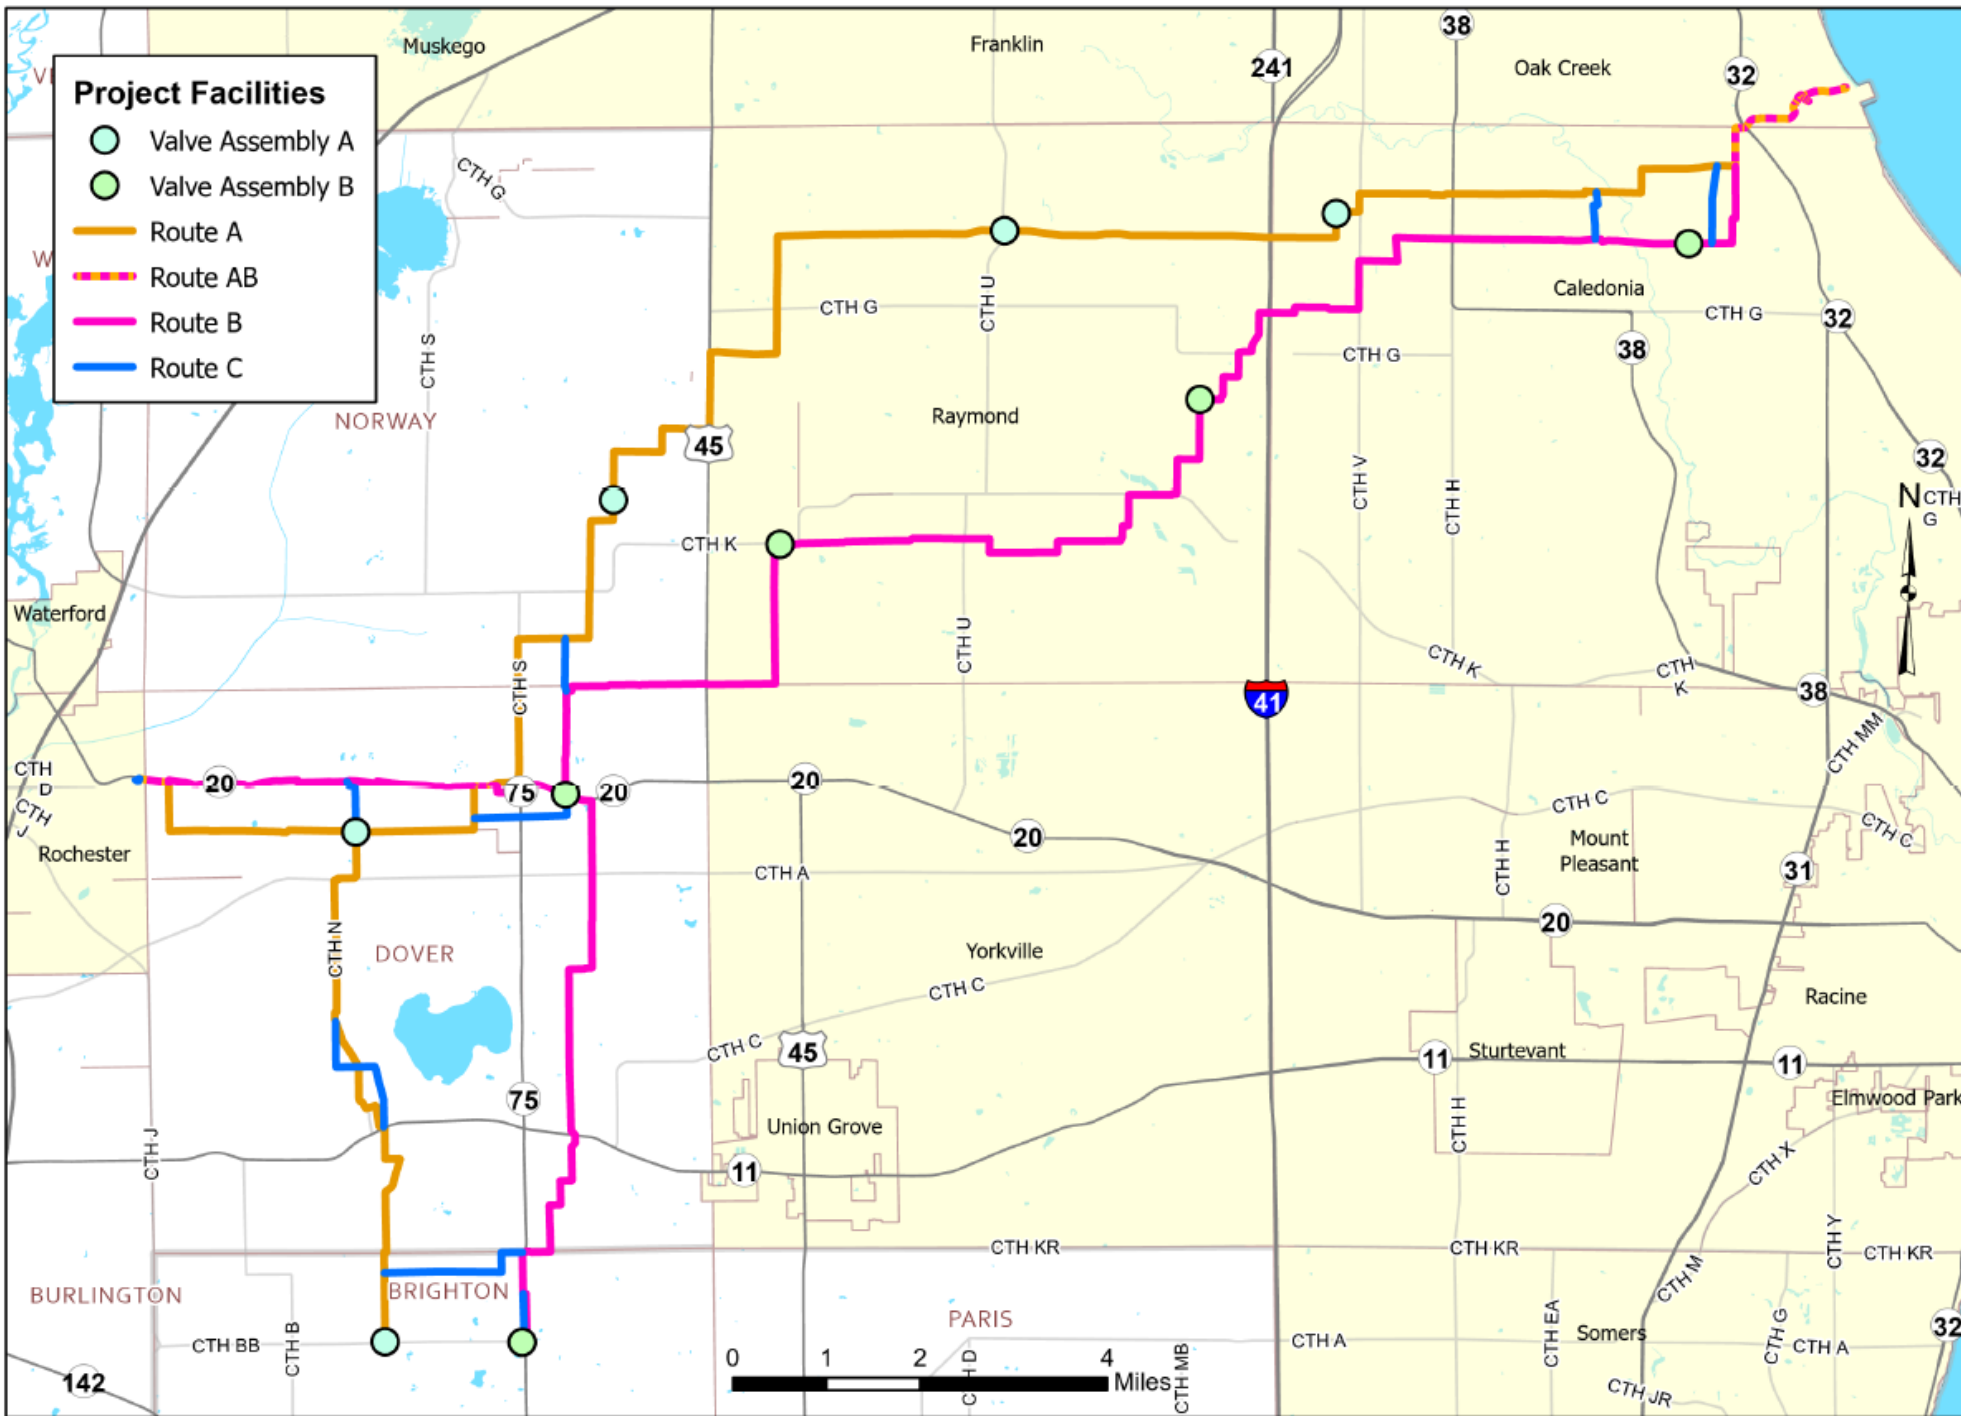 Muskego
Franklin
241
38
Oak Creek
32
Project Facilities
Valve Assembly A
Valve Assembly B
Route A
Route AB
Route B
Route C
V
W
CTH G
CTH S
NORWAY
CTH G
CTH U
Caledonia
CTH G
32
38
CTH G
Raymond
45
CTH V
CTH H
32
N
CTH
G
CTH K
Waterford
CTH U
CTH S
CTH K
CTH
K
38
41
CTH MM
CTH
D
20
75
20
20
CTH
J
Rochester
20
CTH C
CTH C
Mount
Pleasant
CTH H
31
CTH A
20
CTH N
DOVER
Yorkville
CTH C
Racine
CTH C
45
11
Sturtevant
11
75
Elmwood Park
Union Grove
CTH J
CTH H
11
CTH X
CTH KR
CTH KR
CTH Y
CTH KR
BURLINGTON
BRIGHTON
CTH M
PARIS
CTH BB
CTH B
CTH A
CTH EA
Somers
CTH G
CTH A
32
0
1
2
4
Miles
CTH D
CTH MB
142
CTH JR